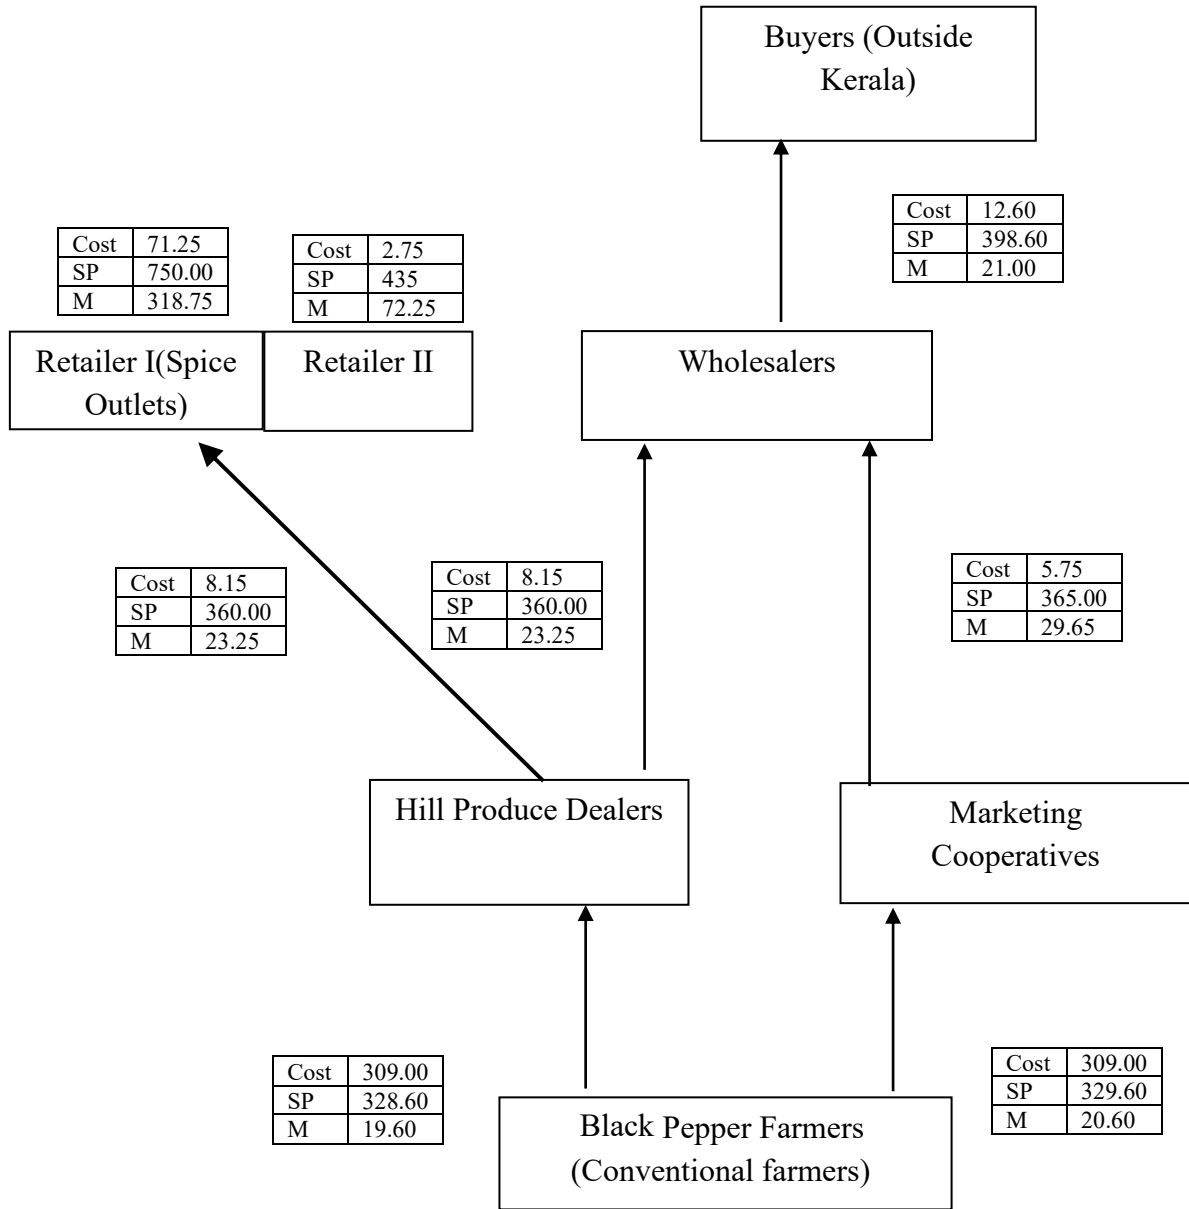 Buyers (Outside
Kerala)
Cost 12.60
SP 398.60
M 21.00
Cost 71.25
SP 750.00
M 318.75
Cost 2.75
SP 435
M 72.25
Retailer I(Spice
Outlets)
Retailer II
Wholesalers
Cost 8.15
SP 360.00
M 23.25
Cost 8.15
SP 360.00
M 23.25
Cost 5.75
SP 365.00
M 29.65
Hill Produce Dealers
Marketing
Cooperatives
Cost 309.00
SP 328.60
M 19.60
Cost 309.00
SP 329.60
M 20.60
Black Pepper Farmers
(Conventional farmers)